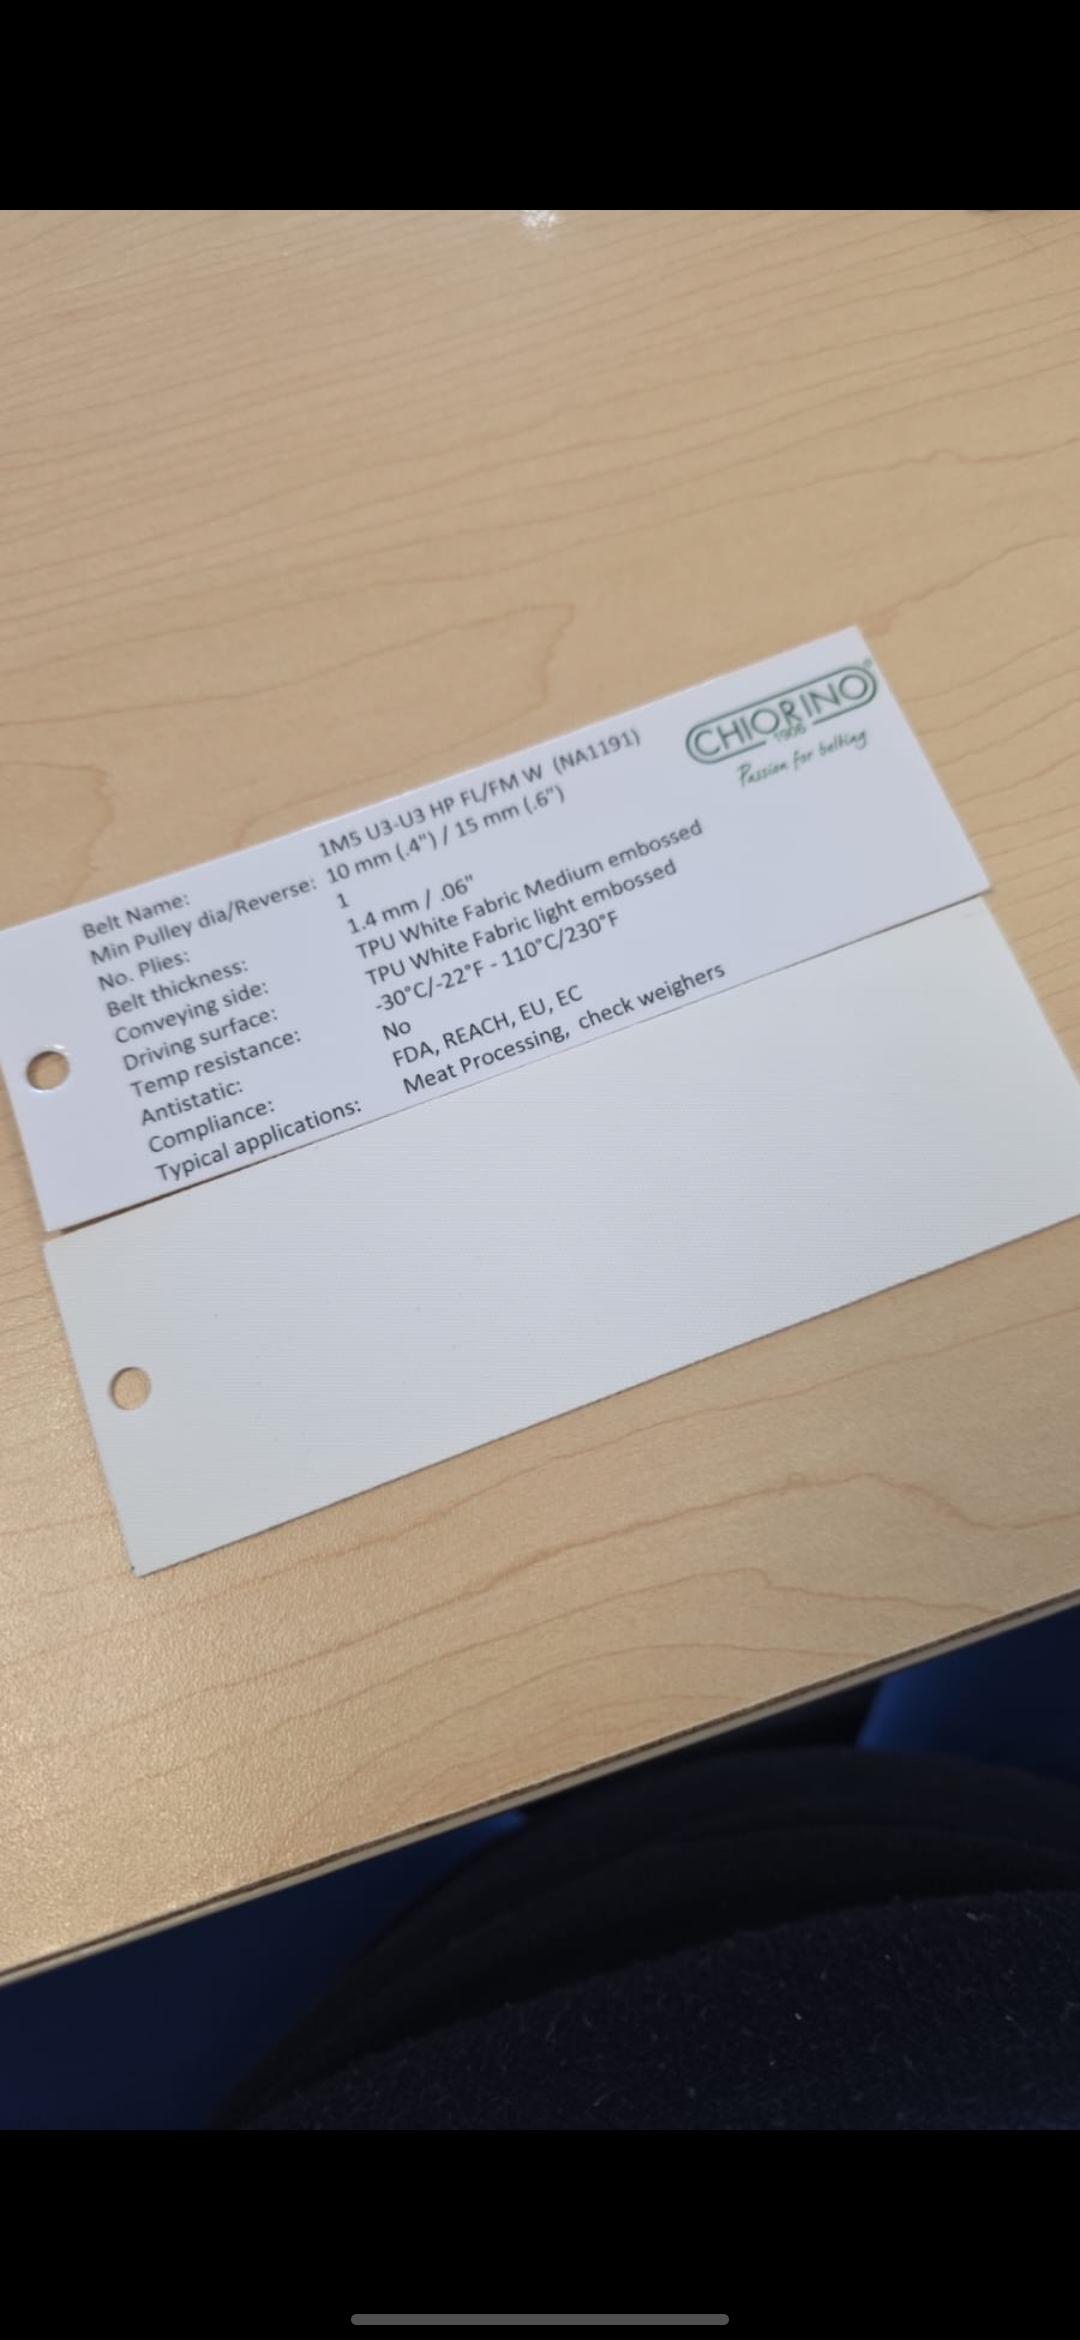 CHIORINO®
1906
Passion for belting
Belt Name: 1M5 U3-U3 HP FL/FM W (NA1191)
Min Pulley dia/Reverse: 10 mm (.4") / 15 mm (.6")
No. Plies: 1
Belt thickness: 1.4 mm / .06"
Conveying side: TPU White Fabric Medium embossed
Driving surface: TPU White Fabric light embossed
Temp resistance: -30°C/-22°F - 110°C/230°F
Antistatic: No
Compliance: FDA, REACH, EU, EC
Typical applications: Meat Processing, check weighers